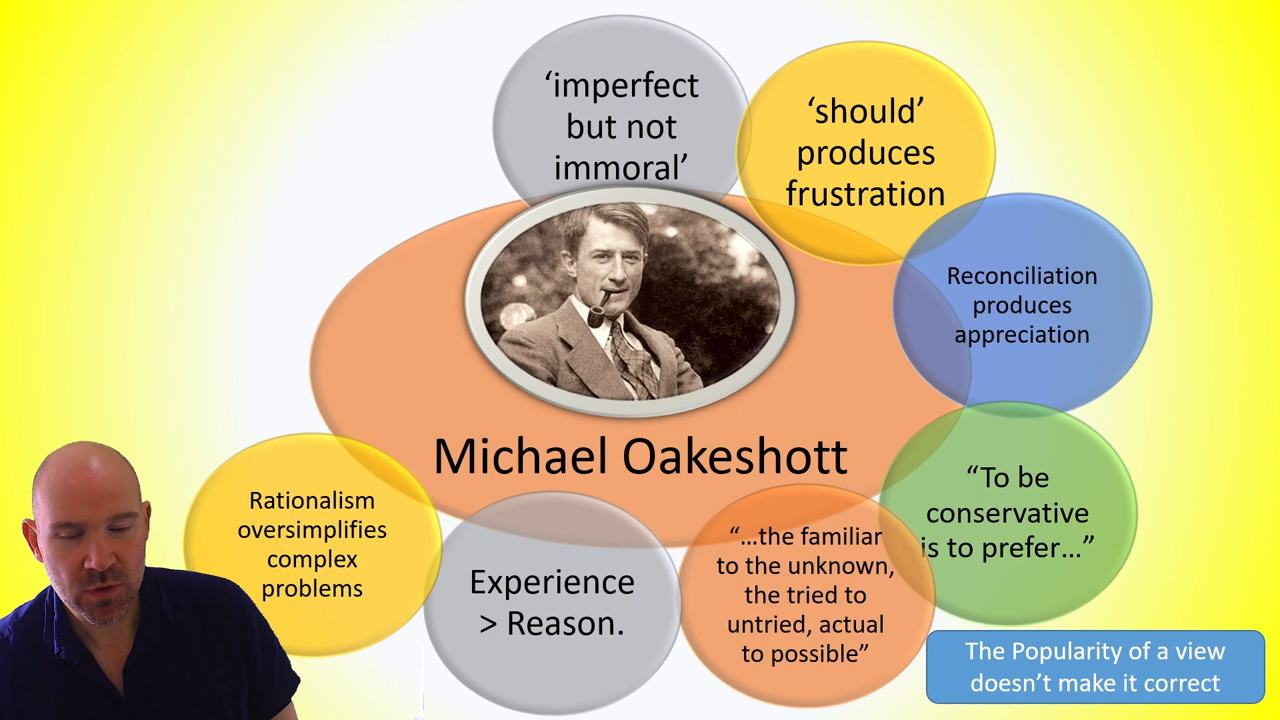 ‘imperfect
but not
immoral’
‘should’
produces
frustration
Reconciliation
produces
appreciation
“To be
conservative
is to prefer…”
“…the familiar
to the unknown,
the tried to
untried, actual
to possible”
Experience
> Reason.
Rationalism
oversimplifies
complex
problems
Michael Oakeshott
The Popularity of a view
doesn’t make it correct